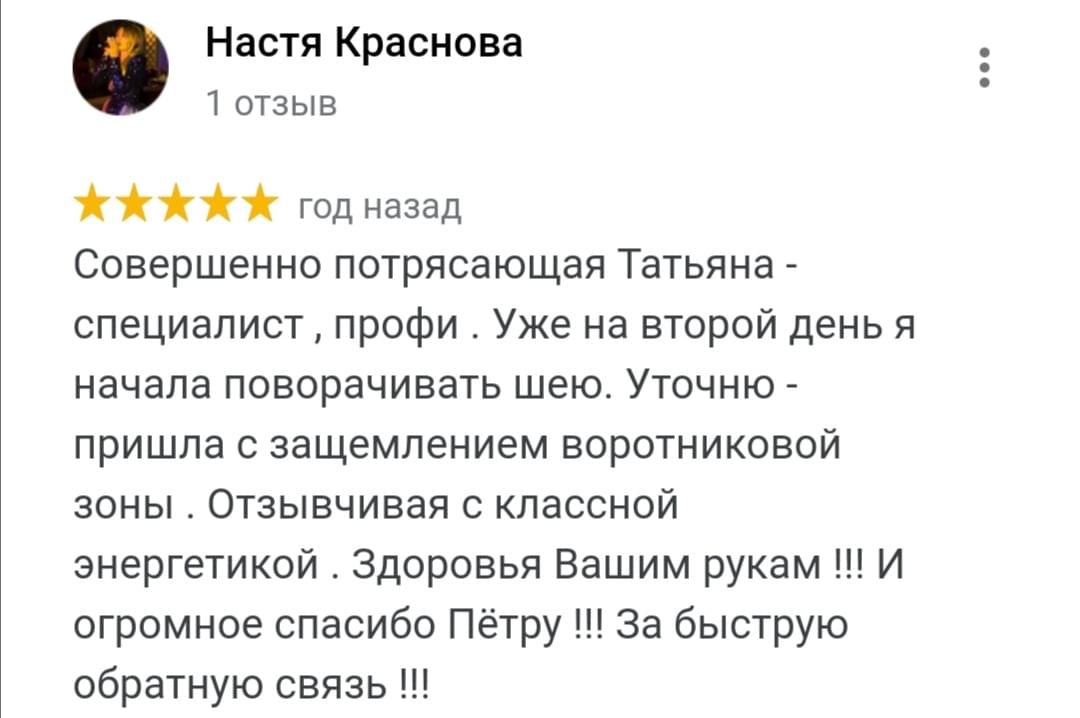 Настя Краснова
1 отзыв
★★★★★ год назад
Совершенно потрясающая Татьяна -
специалист , профи . Уже на второй день я
начала поворачивать шею. Уточню -
пришла с защемлением воротниковой
зоны . Отзывчивая с классной
энергетикой . Здоровья Вашим рукам !!! И
огромное спасибо Пётру !!! За быструю
обратную связь !!!